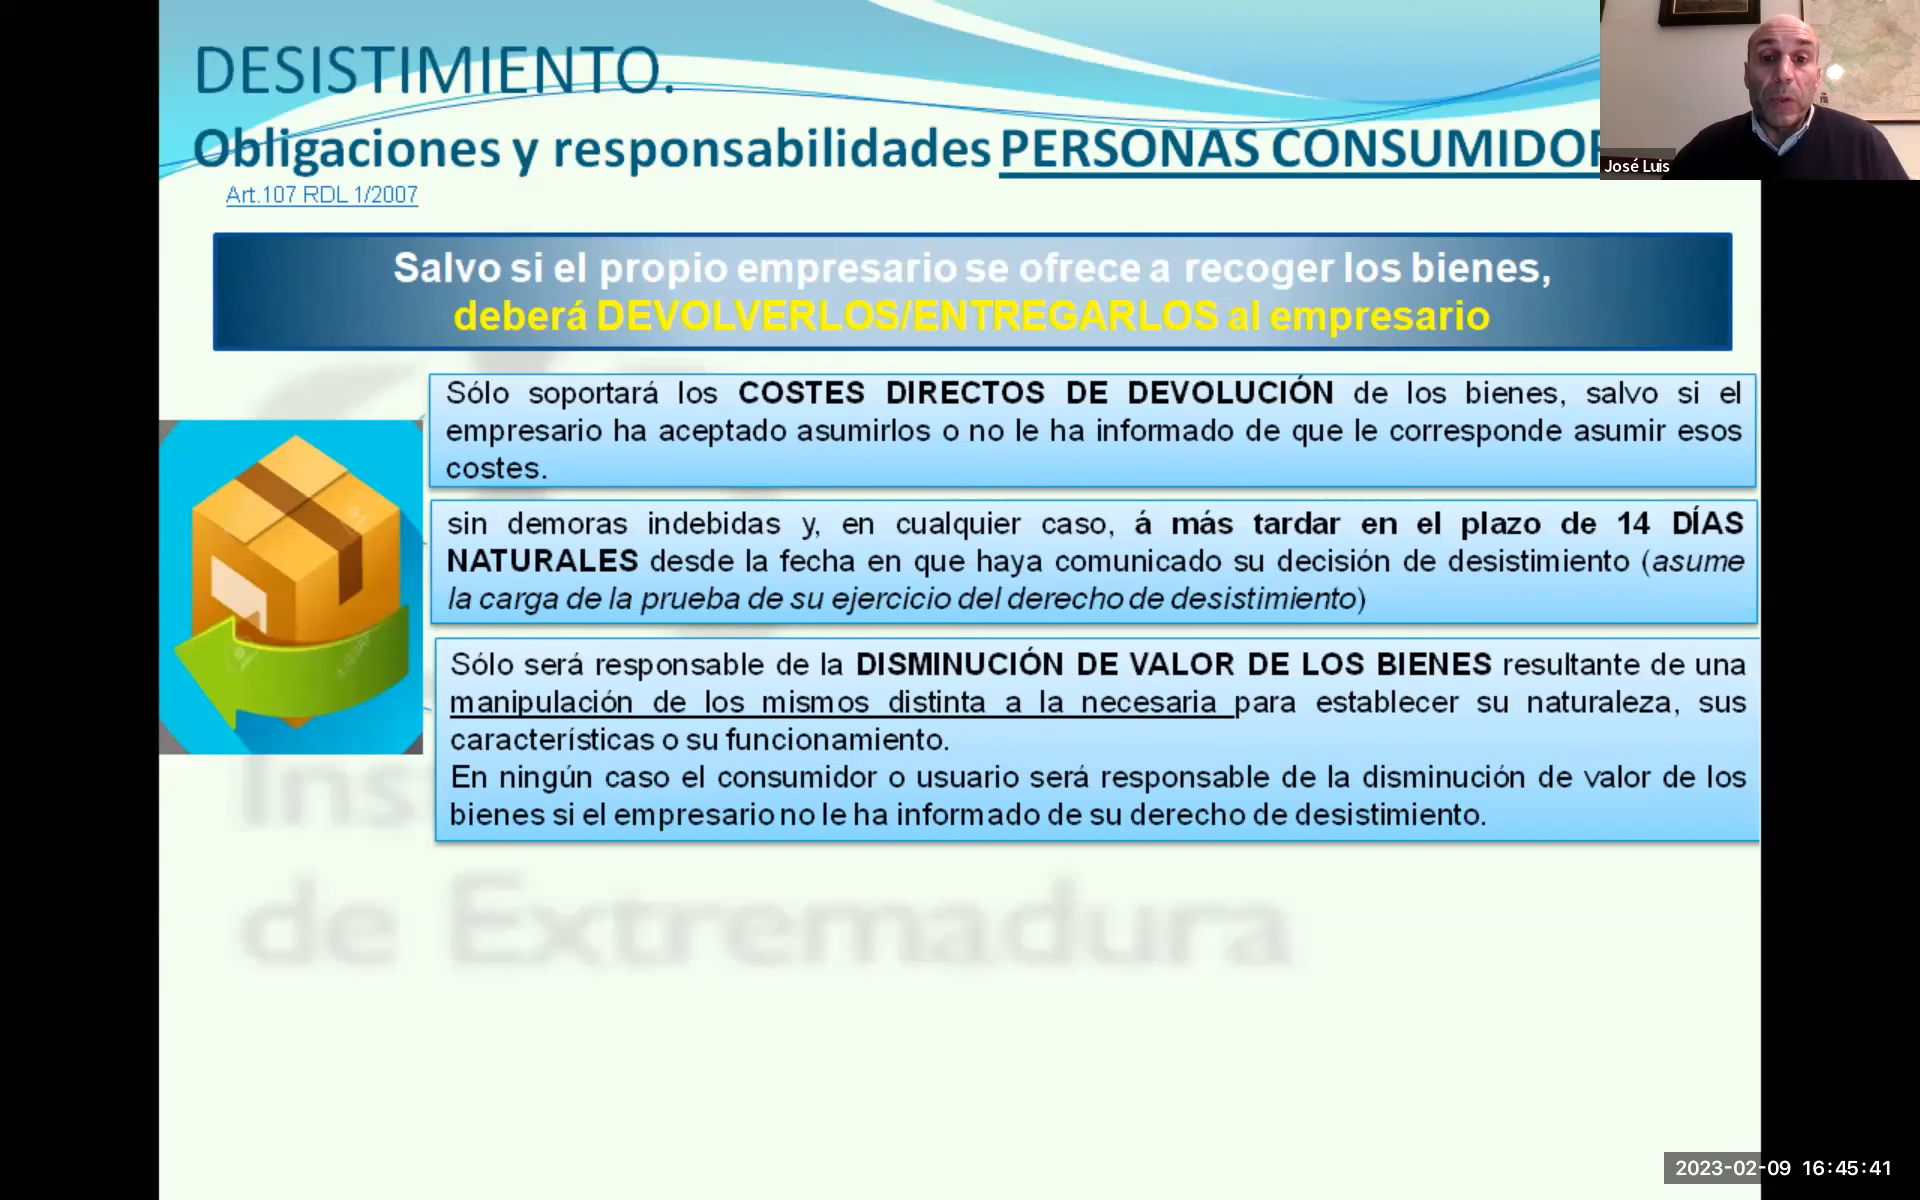 DESISTIMIENTO.
Obligaciones y responsabilidades PERSONAS CONSUMIDOR
José Luis
Art.107 RDL 1/2007
Salvo si el propio empresario se ofrece a recoger los bienes,
deberá DEVOLVERLOS/ENTREGARLOS al empresario
Sólo soportará los COSTES DIRECTOS DE DEVOLUCIÓN de los bienes, salvo si el
empresario ha aceptado asumirlos o no le ha informado de que le corresponde asumir esos
costes.
sin demoras indebidas y, en cualquier caso, á más tardar en el plazo de 14 DÍAS
NATURALES desde la fecha en que haya comunicado su decisión de desistimiento (asume
la carga de la prueba de su ejercicio del derecho de desistimiento)
Sólo será responsable de la DISMINUCIÓN DE VALOR DE LOS BIENES resultante de una
manipulación de los mismos distinta a la necesaria para establecer su naturaleza, sus
características o su funcionamiento.
En ningún caso el consumidor o usuario será responsable de la disminución de valor de los
bienes si el empresario no le ha informado de su derecho de desistimiento.
Ins
de Extremadura
2023-02-09 16:45:41